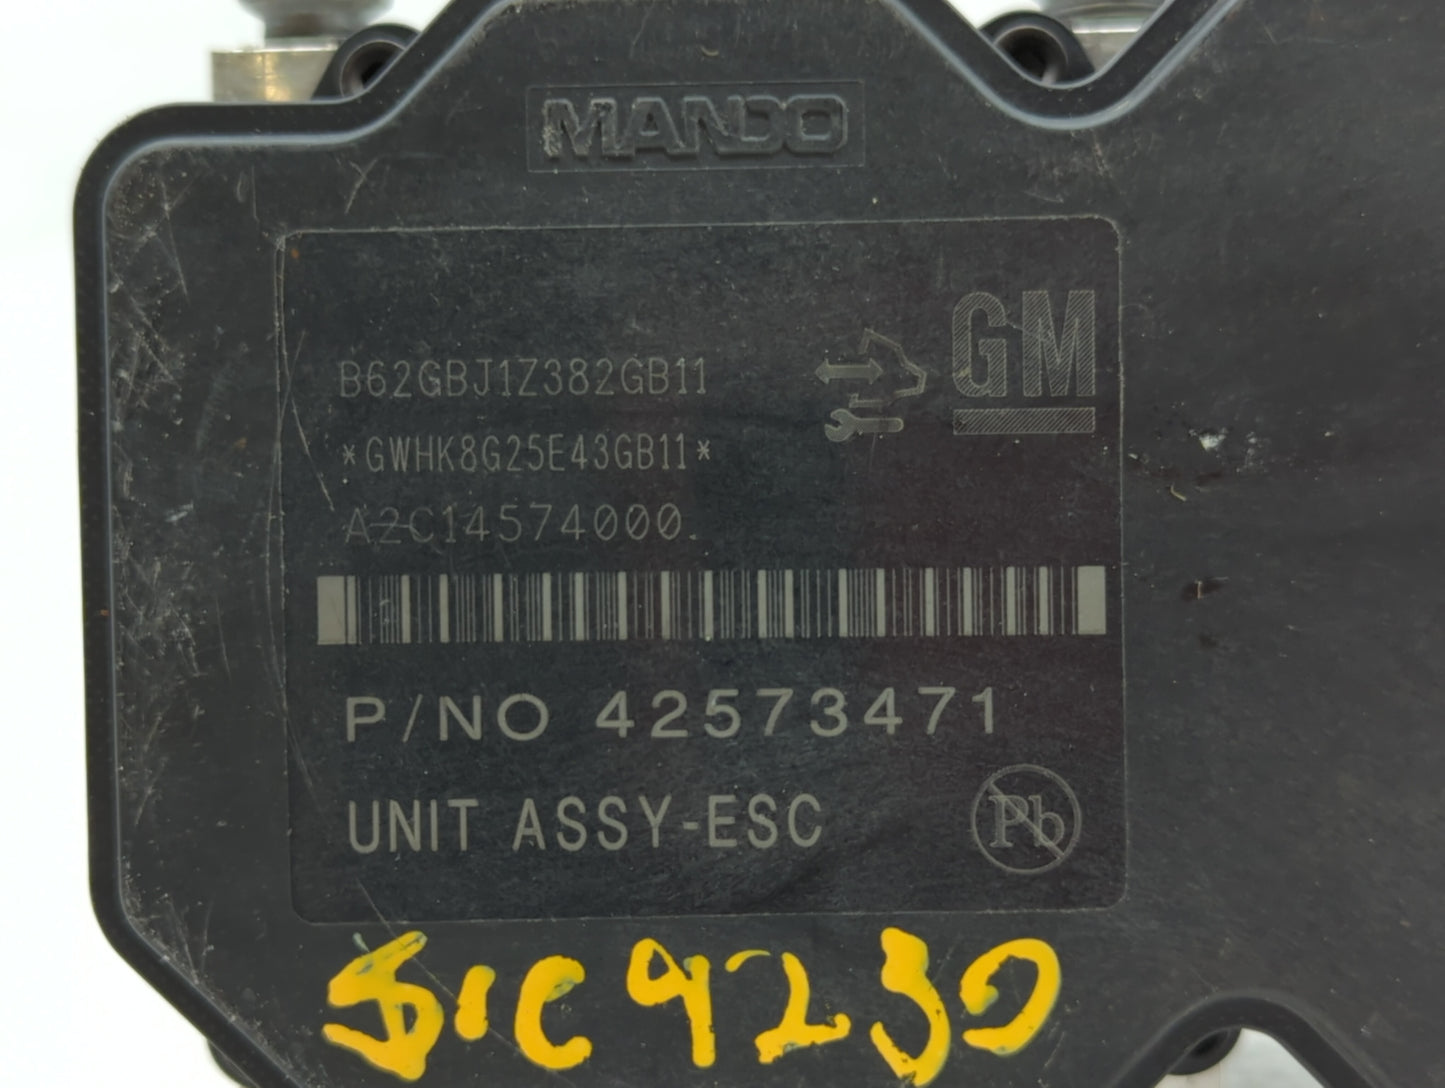 MANDO
GM
B62GBJ1Z382GB11
*GWHK8G25E43GB11*
A2C14574000.
P/NO 42573471
UNIT ASSY-ESC
Pb